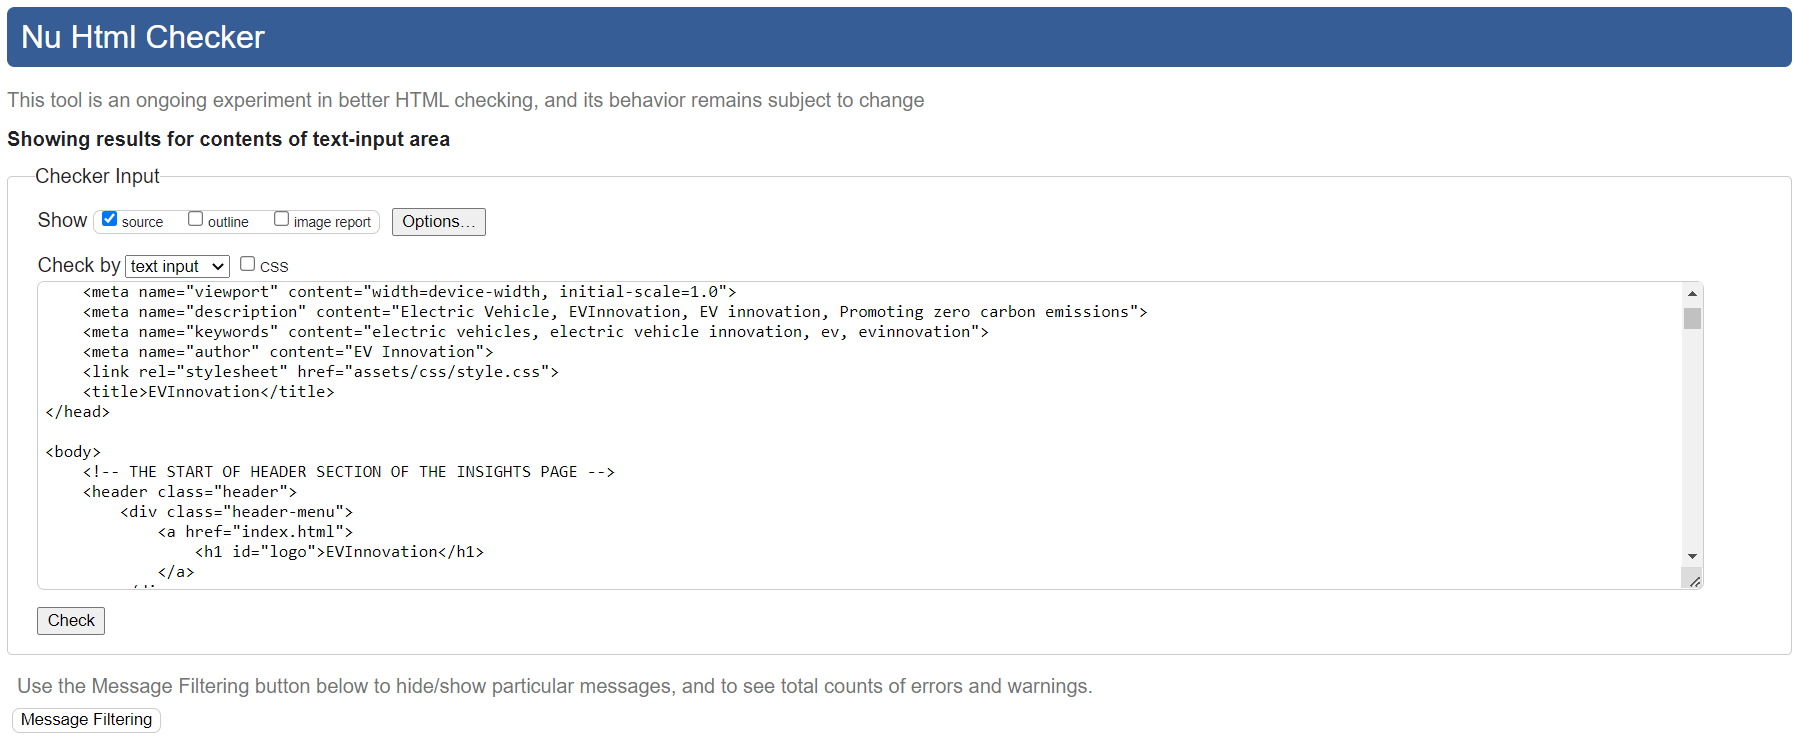 Nu Html Checker
This tool is an ongoing experiment in better HTML checking, and its behavior remains subject to change
Showing results for contents of text-input area
Checker Input
Show source outline image report Options...
Check by text input CSS
<meta name="viewport" content="width=device-width, initial-scale=1.0">
<meta name="description" content="Electric Vehicle, EVInnovation, EV innovation, Promoting zero carbon emissions">
<meta name="keywords" content="electric vehicles, electric vehicle innovation, ev, evinnovation">
<meta name="author" content="EV Innovation">
<link rel="stylesheet" href="assets/css/style.css">
<title>EVInnovation</title>
</head>
<body>
<!-- THE START OF HEADER SECTION OF THE INSIGHTS PAGE -->
<header class="header">
<div class="header-menu">
<a href="index.html">
<h1 id="logo">EVInnovation</h1>
</a>
Check
Use the Message Filtering button below to hide/show particular messages, and to see total counts of errors and warnings.
Message Filtering